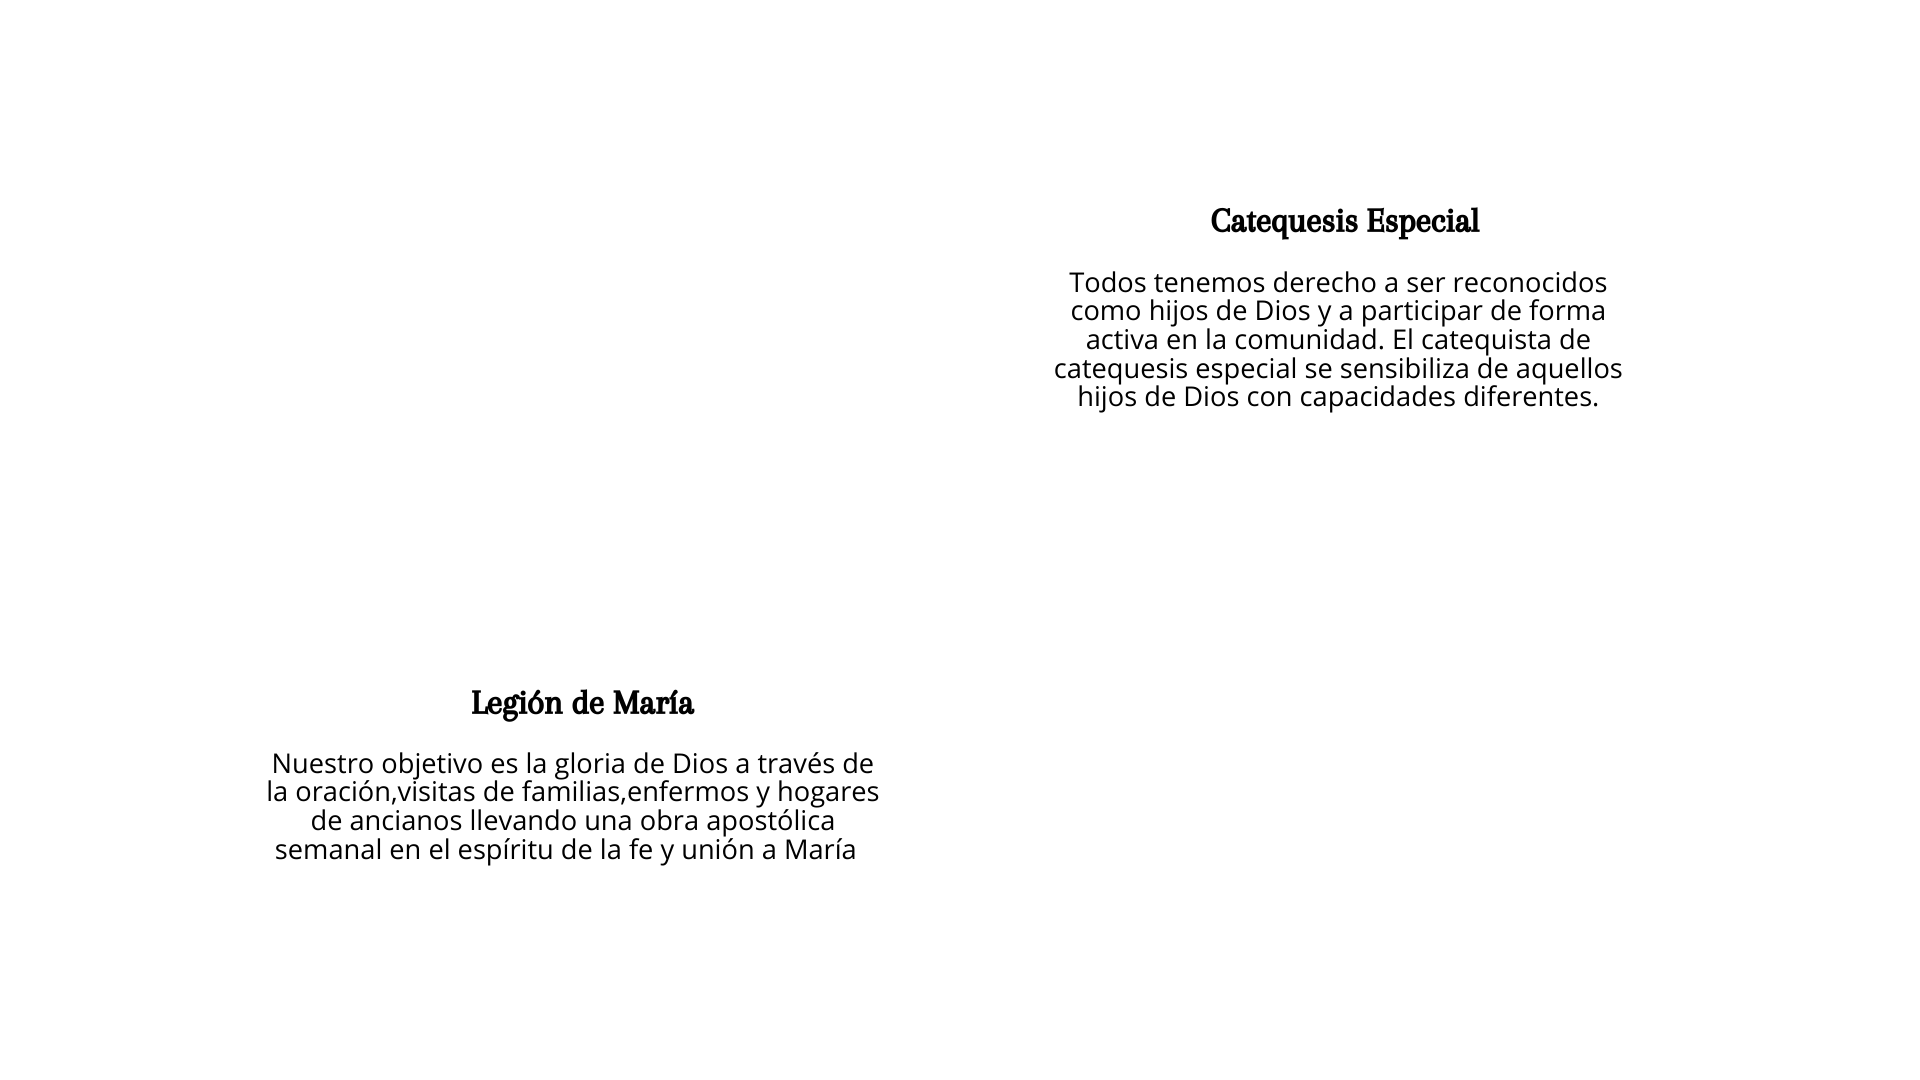 Catequesis Especial
Todos tenemos derecho a ser reconocidos
como hijos de Dios y a participar de forma
activa en la comunidad. El catequista de
catequesis especial se sensibiliza de aquellos
hijos de Dios con capacidades diferentes.
Legión de María
Nuestro objetivo es la gloria de Dios a través de
la oración,visitas de familias,enfermos y hogares
de ancianos llevando una obra apostólica
semanal en el espíritu de la fe y unión a María